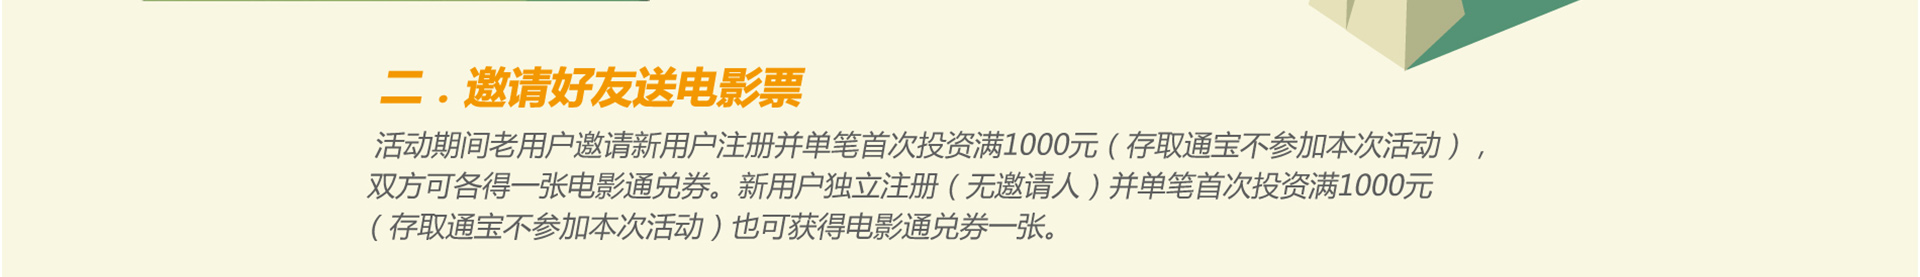 二．邀请好友送电影票
活动期间老用户邀请新用户注册并单笔首次投资满1000元（存取通宝不参加本次活动），
双方可各得一张电影通兑券。新用户独立注册（无邀请人）并单笔首次投资满1000元
（存取通宝不参加本次活动）也可获得电影通兑券一张。